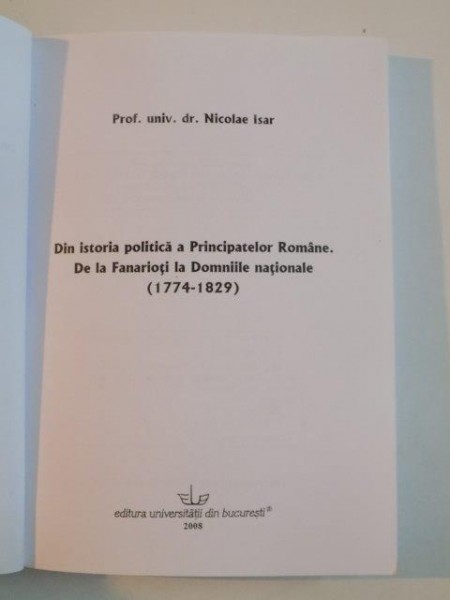 Prof. univ. dr. Nicolae Isar
Din istoria politică a Principatelor Române.
De la Fanarioţi la Domniile naţionale
(1774-1829)
editura universităţii din bucureşti®
2008